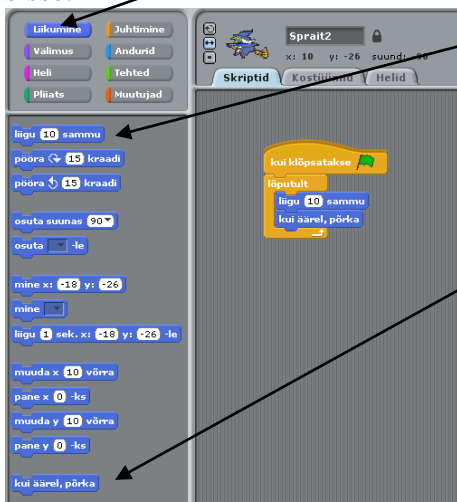 Liikumine Juhtimine
Välimus Andurid
Heli Tehted
Pliiats Muutujad
Sprait2
x: 10 y: -26 suund: -90
Skriptid Kostüümid Helid
liigu 10 sammu
pööra 15 kraadi
pööra 15 kraadi
osuta suunas 90
osuta -le
mine x: -18 y: -26
mine
liigu 1 sek. x: -18 y: -26 -le
muuda x 10 võrra
pane x 0 -ks
muuda y 10 võrra
pane y 0 -ks
kui äärel, põrka
kui klõpsatakse
lõputult
liigu 10 sammu
kui äärel, põrka